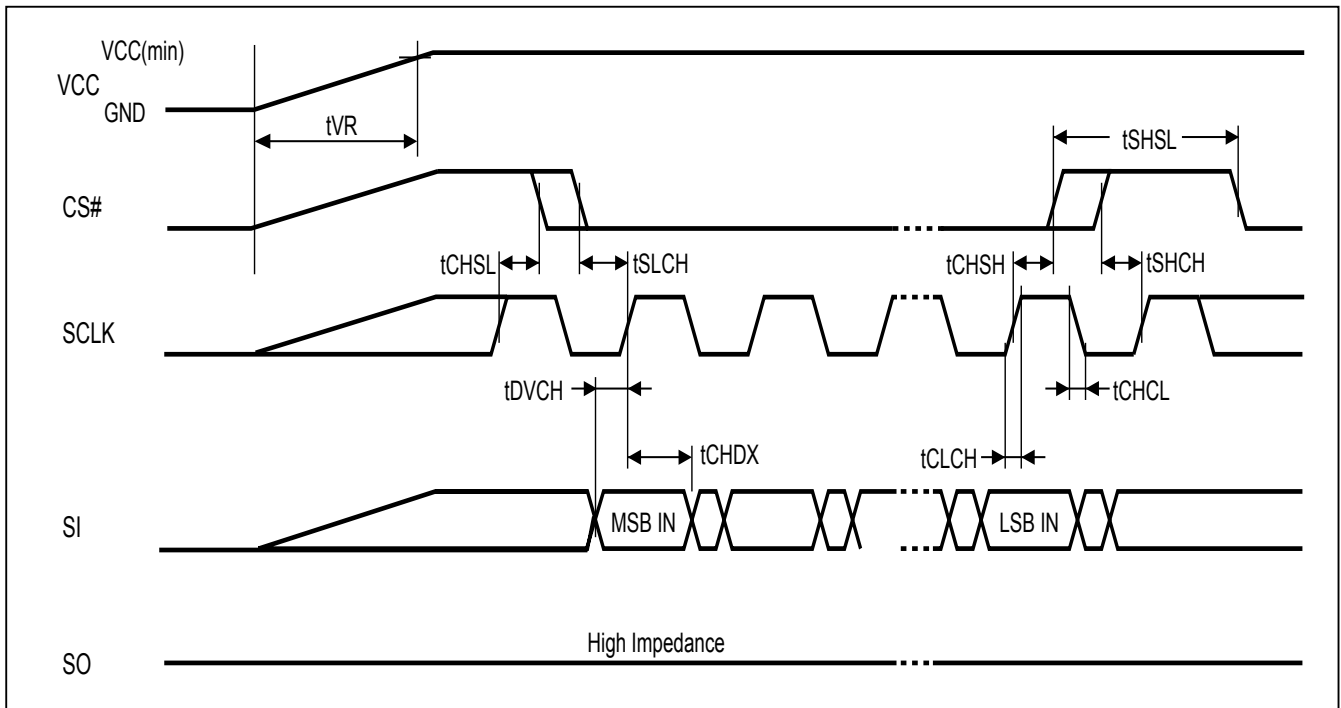 VCC(min)
VCC
GND
tVR
tSHSL
CS#
tCHSL
tSLCH
tCHSH
tSHCH
SCLK
tDVCH
tCHCL
tCHDX
tCLCH
SI
MSB IN
LSB IN
High Impedance
SO